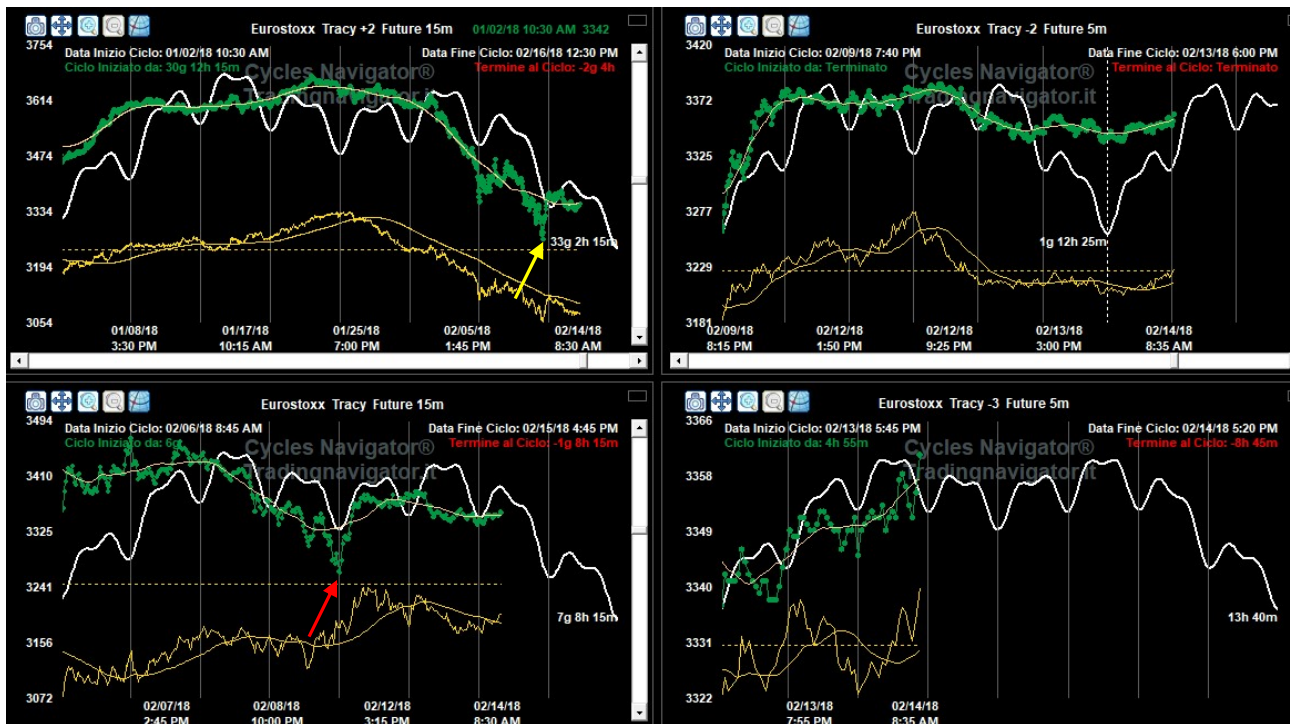 Eurostoxx Tracy +2 Future 15m 01/02/18 10:30 AM 3342
Data Inizio Ciclo: 01/02/18 10:30 AM Data Fine Ciclo: 02/16/18 12:30 PM
Ciclo Iniziato da: 30g 12h 15m Termine al Ciclo: -2g 4h
Cycles Navigator®
Tradingnavigator.it
3754
3614
3474
3334
3194
3054
33g 2h 15m
01/08/18 01/17/18 01/25/18 02/05/18 02/14/18
3:30 PM 10:15 AM 7:00 PM 1:45 PM 8:30 AM
Eurostoxx Tracy -2 Future 5m
Data Inizio Ciclo: 02/09/18 7:40 PM Data Fine Ciclo: 02/13/18 6:00 PM
Ciclo Iniziato da: Terminato Termine al Ciclo: Terminato
Cycles Navigator®
Tradingnavigator.it
3420
3372
3325
3277
3229
3181
1g 12h 25m
02/09/18 02/12/18 02/12/18 02/13/18 02/14/18
8:15 PM 1:50 PM 9:25 PM 3:00 PM 8:35 AM
Eurostoxx Tracy Future 15m
Data Inizio Ciclo: 02/06/18 8:45 AM Data Fine Ciclo: 02/15/18 4:45 PM
Ciclo Iniziato da: 6g Termine al Ciclo: -1g 8h 15m
Cycles Navigator®
Tradingnavigator.it
3494
3410
3325
3241
3156
3072
7g 8h 15m
02/07/18 02/08/18 02/12/18 02/14/18
2:45 PM 10:00 PM 3:15 PM 8:30 AM
Eurostoxx Tracy -3 Future 5m
Data Inizio Ciclo: 02/13/18 5:45 PM Data Fine Ciclo: 02/14/18 5:20 PM
Ciclo Iniziato da: 4h 55m Termine al Ciclo: -8h 45m
Cycles Navigator®
Tradingnavigator.it
3366
3358
3349
3340
3331
3322
13h 40m
02/13/18 02/14/18
7:55 PM 8:35 AM